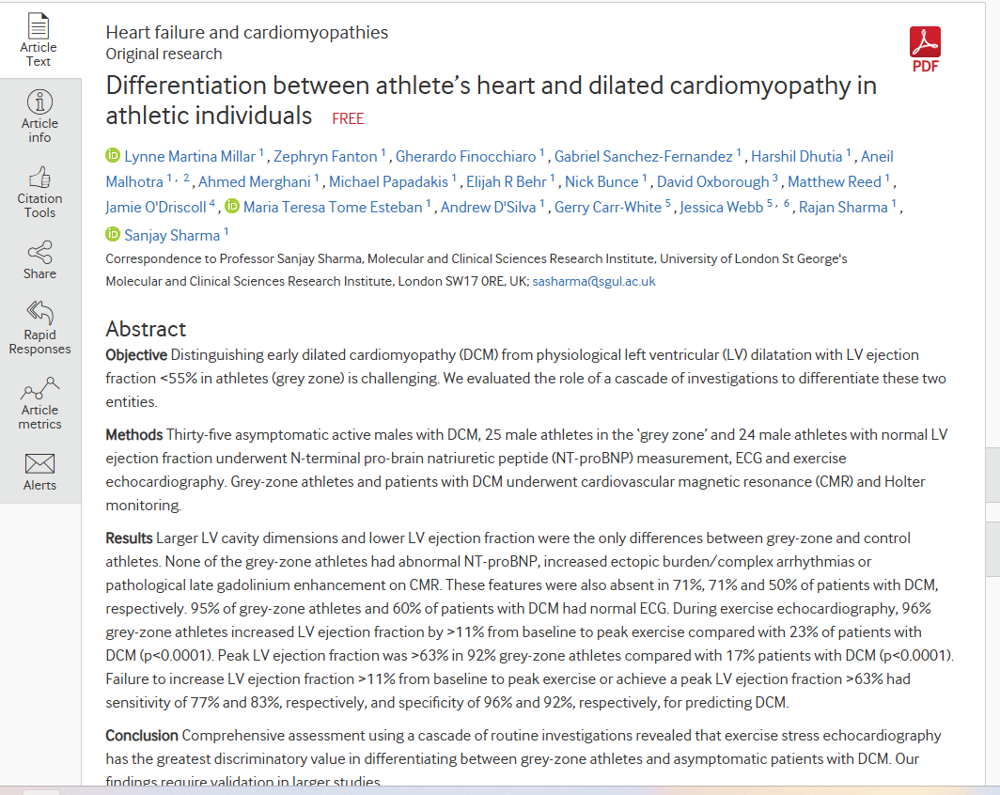 Article
Text
Article
info
Citation
Tools
Share
Rapid
Responses
Article
metrics
Alerts
Heart failure and cardiomyopathies
Original research
PDF
Differentiation between athlete’s heart and dilated cardiomyopathy in
athletic individuals FREE
iD Lynne Martina Millar 1, Zephryn Fanton 1, Gherardo Finocchiaro 1, Gabriel Sanchez-Fernandez 1, Harshil Dhutia 1, Aneil
Malhotra 1, 2, Ahmed Merghani 1, Michael Papadakis 1, Elijah R Behr 1, Nick Bunce 1, David Oxborough 3, Matthew Reed 1,
Jamie O'Driscoll 4, iD Maria Teresa Tome Esteban 1, Andrew D'Silva 1, Gerry Carr-White 5, Jessica Webb 5, 6, Rajan Sharma 1,
iD Sanjay Sharma 1
Correspondence to Professor Sanjay Sharma, Molecular and Clinical Sciences Research Institute, University of London St George's
Molecular and Clinical Sciences Research Institute, London SW17 0RE, UK; sasharma@sgul.ac.uk
Abstract
Objective Distinguishing early dilated cardiomyopathy (DCM) from physiological left ventricular (LV) dilatation with LV ejection
fraction <55% in athletes (grey zone) is challenging. We evaluated the role of a cascade of investigations to differentiate these two
entities.
Methods Thirty-five asymptomatic active males with DCM, 25 male athletes in the ‘grey zone’ and 24 male athletes with normal LV
ejection fraction underwent N-terminal pro-brain natriuretic peptide (NT-proBNP) measurement, ECG and exercise
echocardiography. Grey-zone athletes and patients with DCM underwent cardiovascular magnetic resonance (CMR) and Holter
monitoring.
Results Larger LV cavity dimensions and lower LV ejection fraction were the only differences between grey-zone and control
athletes. None of the grey-zone athletes had abnormal NT-proBNP, increased ectopic burden/complex arrhythmias or
pathological late gadolinium enhancement on CMR. These features were also absent in 71%, 71% and 50% of patients with DCM,
respectively. 95% of grey-zone athletes and 60% of patients with DCM had normal ECG. During exercise echocardiography, 96%
grey-zone athletes increased LV ejection fraction by >11% from baseline to peak exercise compared with 23% of patients with
DCM (p<0.0001). Peak LV ejection fraction was >63% in 92% grey-zone athletes compared with 17% patients with DCM (p<0.0001).
Failure to increase LV ejection fraction >11% from baseline to peak exercise or achieve a peak LV ejection fraction >63% had
sensitivity of 77% and 83%, respectively, and specificity of 96% and 92%, respectively, for predicting DCM.
Conclusion Comprehensive assessment using a cascade of routine investigations revealed that exercise stress echocardiography
has the greatest discriminatory value in differentiating between grey-zone athletes and asymptomatic patients with DCM. Our
findings require validation in larger studies.